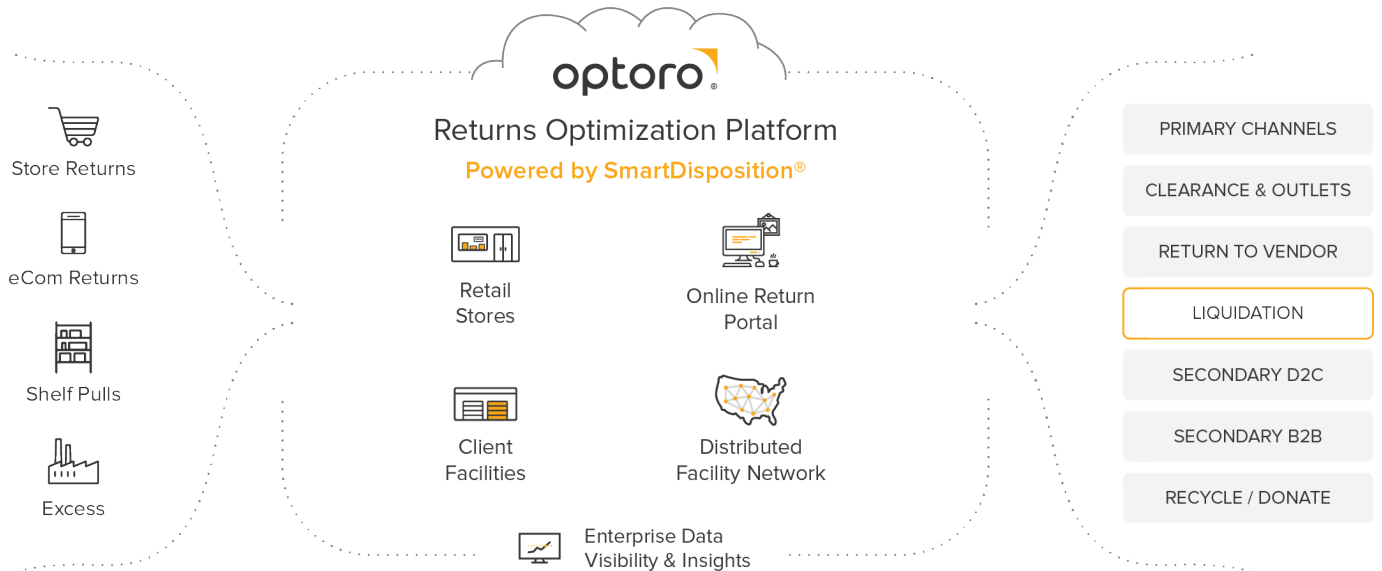 optoro®
Returns Optimization Platform
Powered by SmartDisposition®
Store Returns
eCom Returns
Shelf Pulls
Excess
Retail
Stores
Online Return
Portal
Client
Facilities
Distributed
Facility Network
Enterprise Data
Visibility & Insights
PRIMARY CHANNELS
CLEARANCE & OUTLETS
RETURN TO VENDOR
LIQUIDATION
SECONDARY D2C
SECONDARY B2B
RECYCLE / DONATE